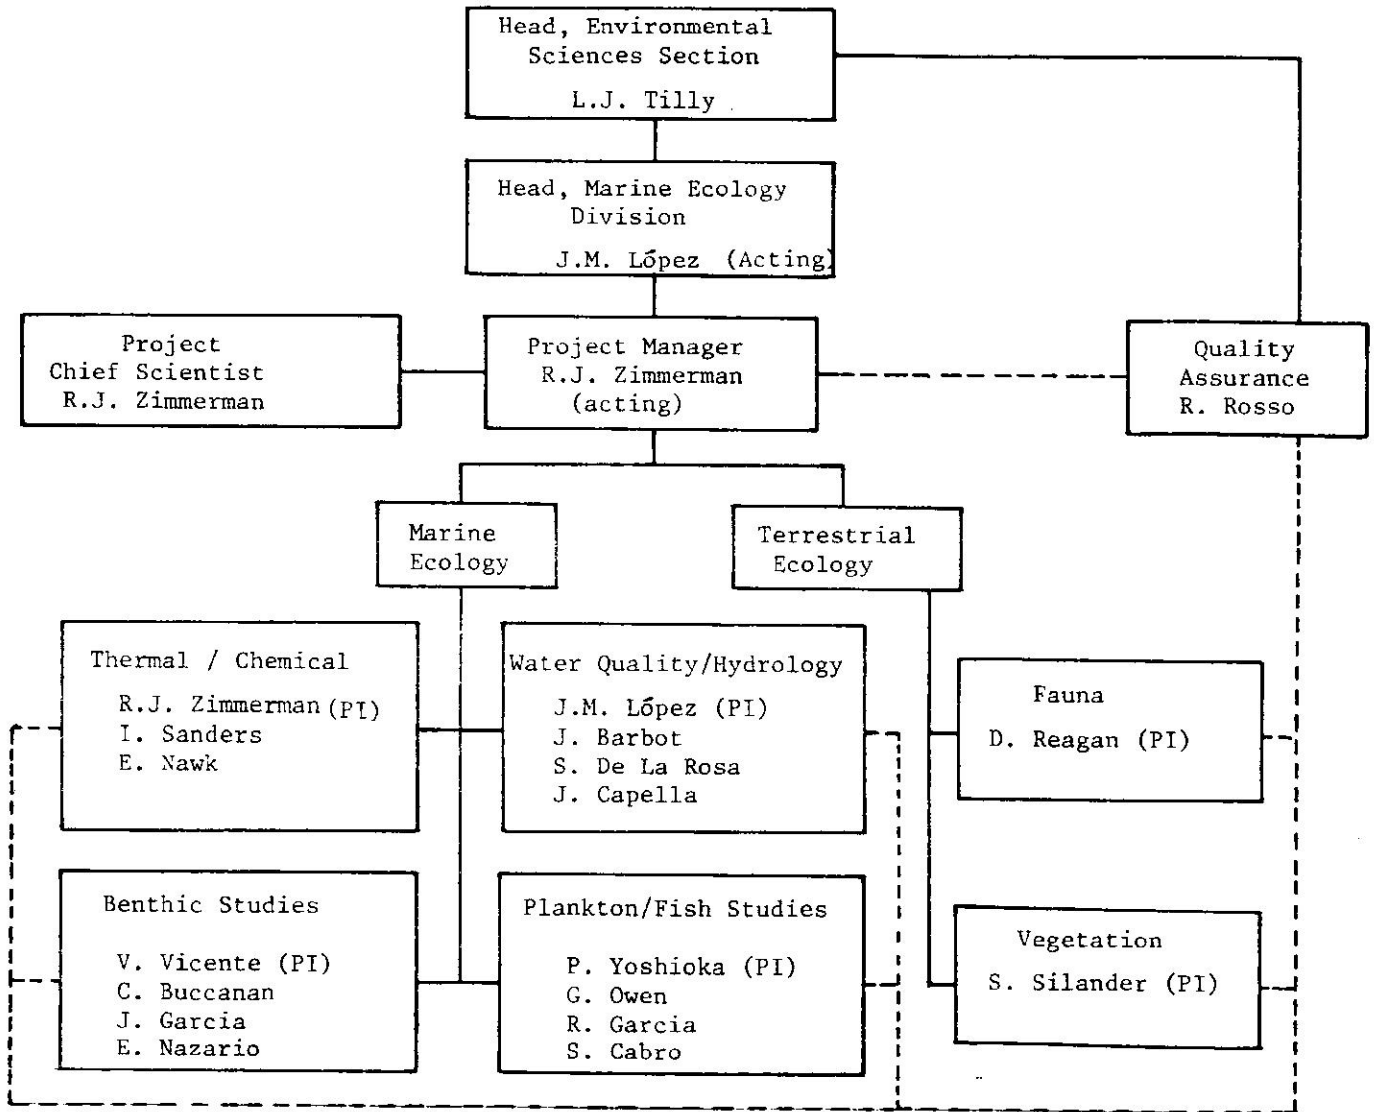 Head, Environmental
Sciences Section
L.J. Tilly
Head, Marine Ecology
Division
J.M. López (Acting)
Project
Chief Scientist
R.J. Zimmerman
Project Manager
R.J. Zimmerman
(acting)
Quality
Assurance
R. Rosso
Marine
Ecology
Terrestrial
Ecology
Thermal / Chemical
R.J. Zimmerman (PI)
I. Sanders
E. Nawk
Water Quality/Hydrology
J.M. López (PI)
J. Barbot
S. De La Rosa
J. Capella
Fauna
D. Reagan (PI)
Benthic Studies
V. Vicente (PI)
C. Buccanan
J. Garcia
E. Nazario
Plankton/Fish Studies
P. Yoshioka (PI)
G. Owen
R. Garcia
S. Cabro
Vegetation
S. Silander (PI)